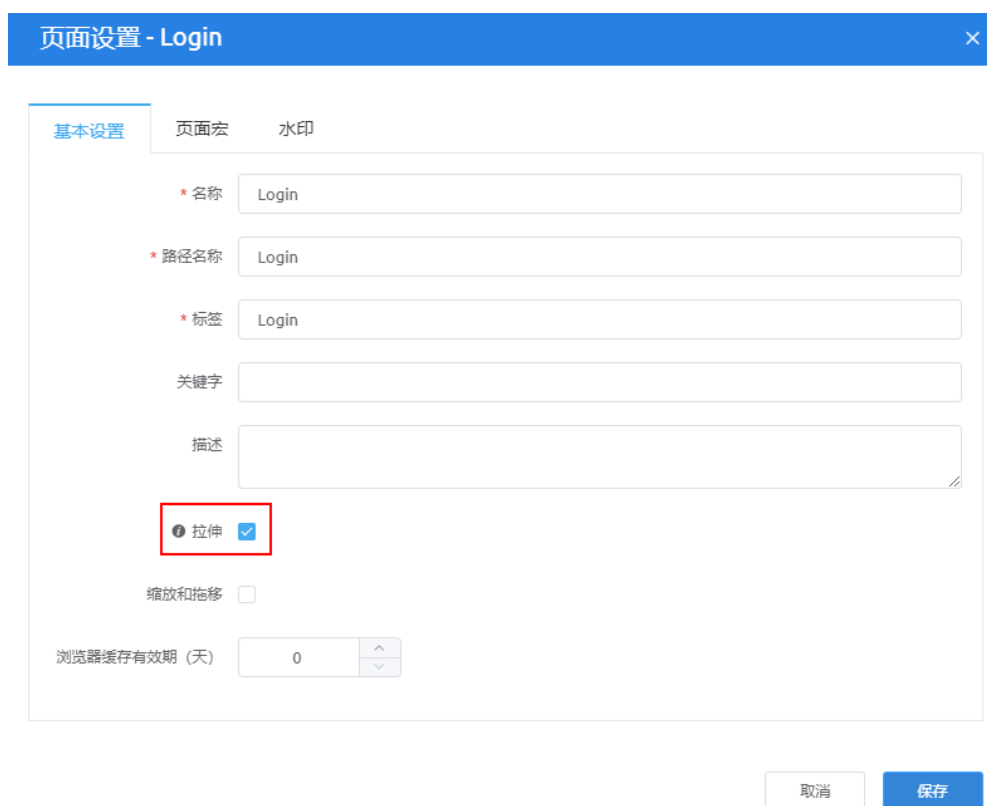 页面设置 - Login
基本设置 页面宏 水印
* 名称 Login
* 路径名称 Login
* 标签 Login
关键字
描述
拉伸
缩放和拖移
浏览器缓存有效期（天） 0
取消 保存